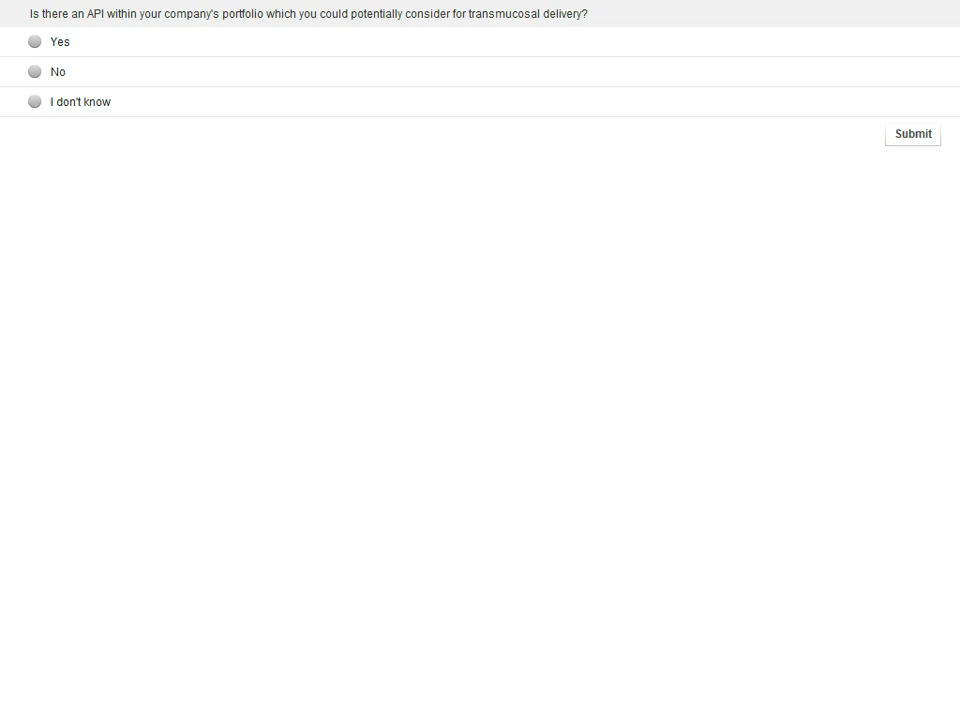 Is there an API within your company's portfolio which you could potentially consider for transmucosal delivery?
Yes
No
I don't know
Submit